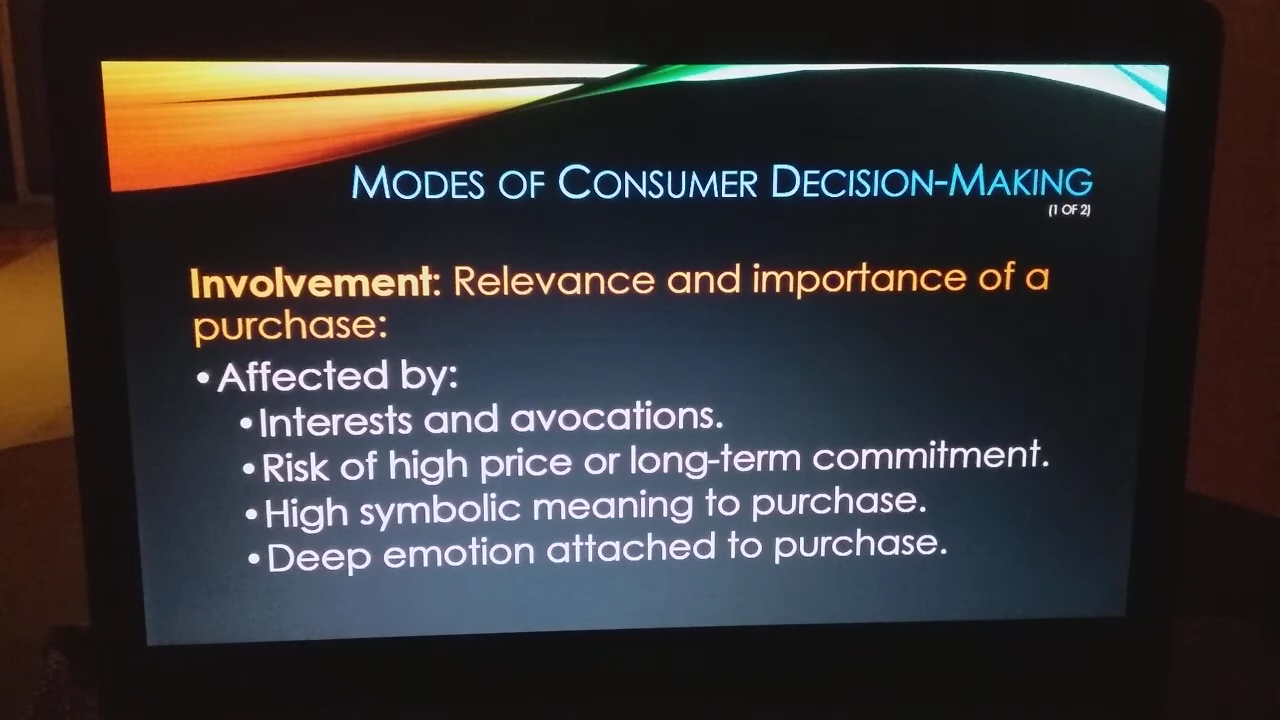 MODES OF CONSUMER DECISION-MAKING
(1 OF 2)
Involvement: Relevance and importance of a
purchase:
•Affected by:
•Interests and avocations.
•Risk of high price or long-term commitment.
•High symbolic meaning to purchase.
•Deep emotion attached to purchase.